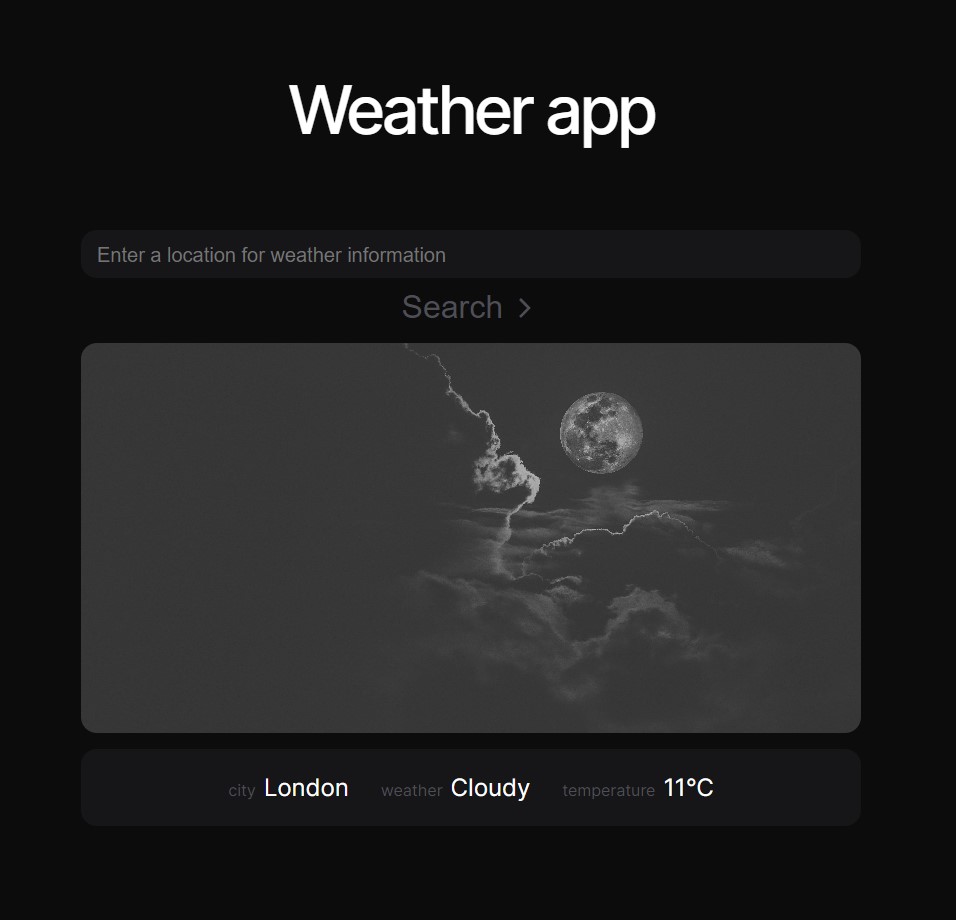 Weather app
Enter a location for weather information
Search
city London weather Cloudy temperature 11°C